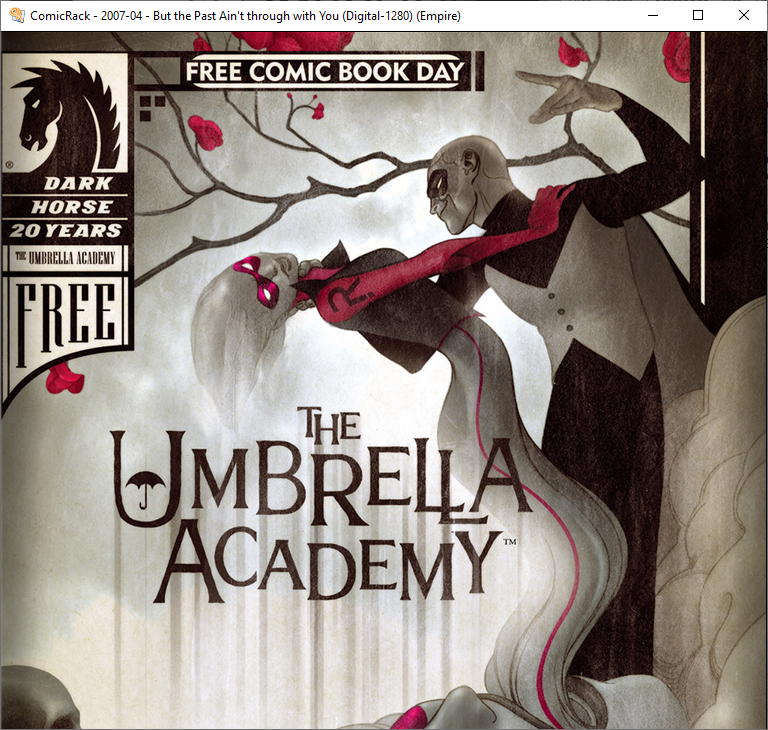 ComicRack - 2007-04 - But the Past Ain't through with You (Digital-1280) (Empire)
FREE COMIC BOOK DAY
®
DARK
HORSE
20 YEARS
THE UMBRELLA ACADEMY
FREE
R
THE
UMBRELLA
ACADEMY™